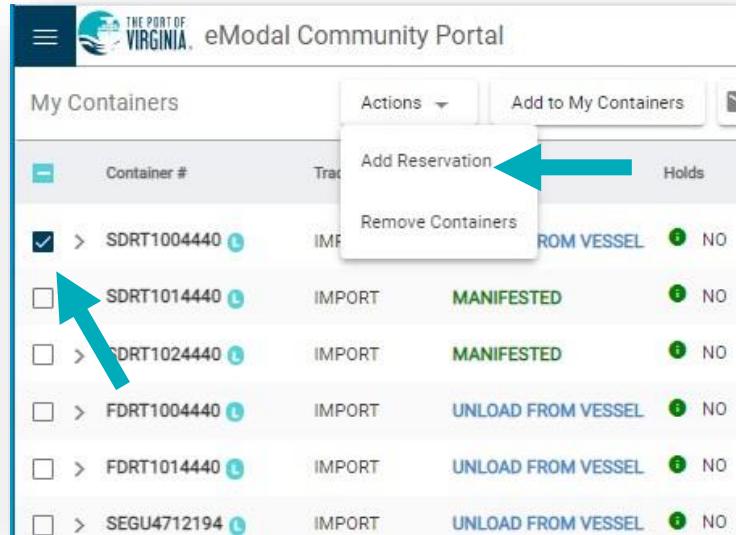 THE PORT OF
VIRGINIA. eModal Community Portal
My Containers Actions Add to My Containers
Container # Holds
Add Reservation
Remove Containers
SDRT1004440 L ROM VESSEL NO
SDRT1014440 L IMPORT MANIFESTED NO
SDRT1024440 L IMPORT MANIFESTED NO
FDRT1004440 L IMPORT UNLOAD FROM VESSEL NO
FDRT1014440 L IMPORT UNLOAD FROM VESSEL NO
SEGU4712194 L IMPORT UNLOAD FROM VESSEL NO